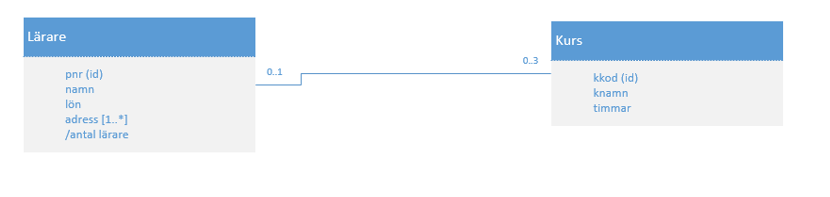 Lärare
pnr (id)
namn
lön
adress [1..*]
/antal lärare
0..1
0..3
Kurs
kkod (id)
knamn
timmar